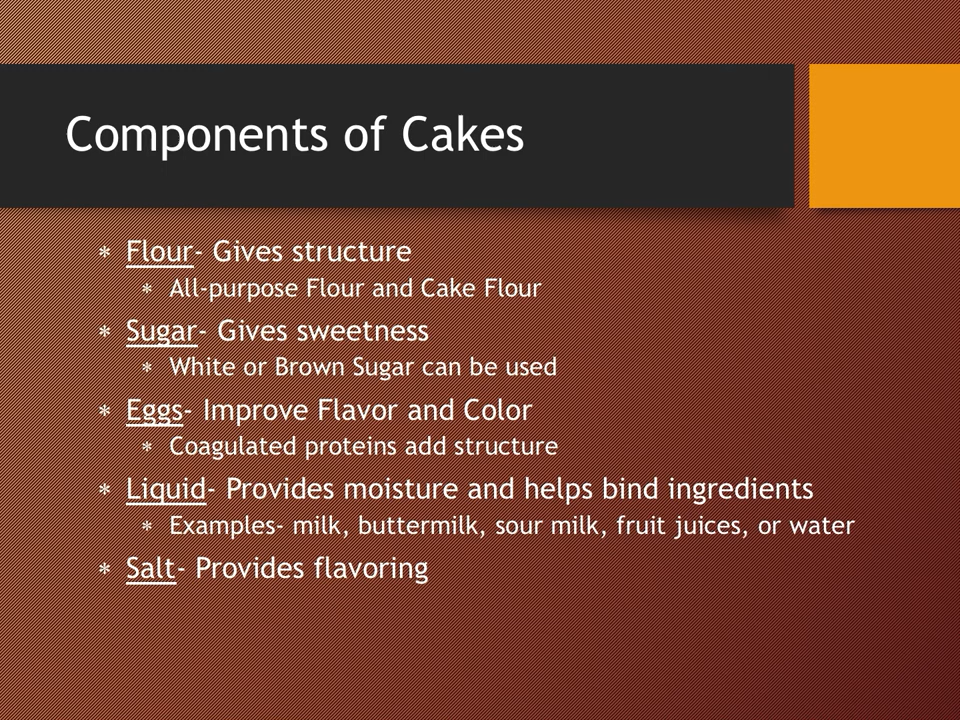 Components of Cakes
* Flour- Gives structure
* All-purpose Flour and Cake Flour
* Sugar- Gives sweetness
* White or Brown Sugar can be used
* Eggs- Improve Flavor and Color
* Coagulated proteins add structure
* Liquid- Provides moisture and helps bind ingredients
* Examples- milk, buttermilk, sour milk, fruit juices, or water
* Salt- Provides flavoring